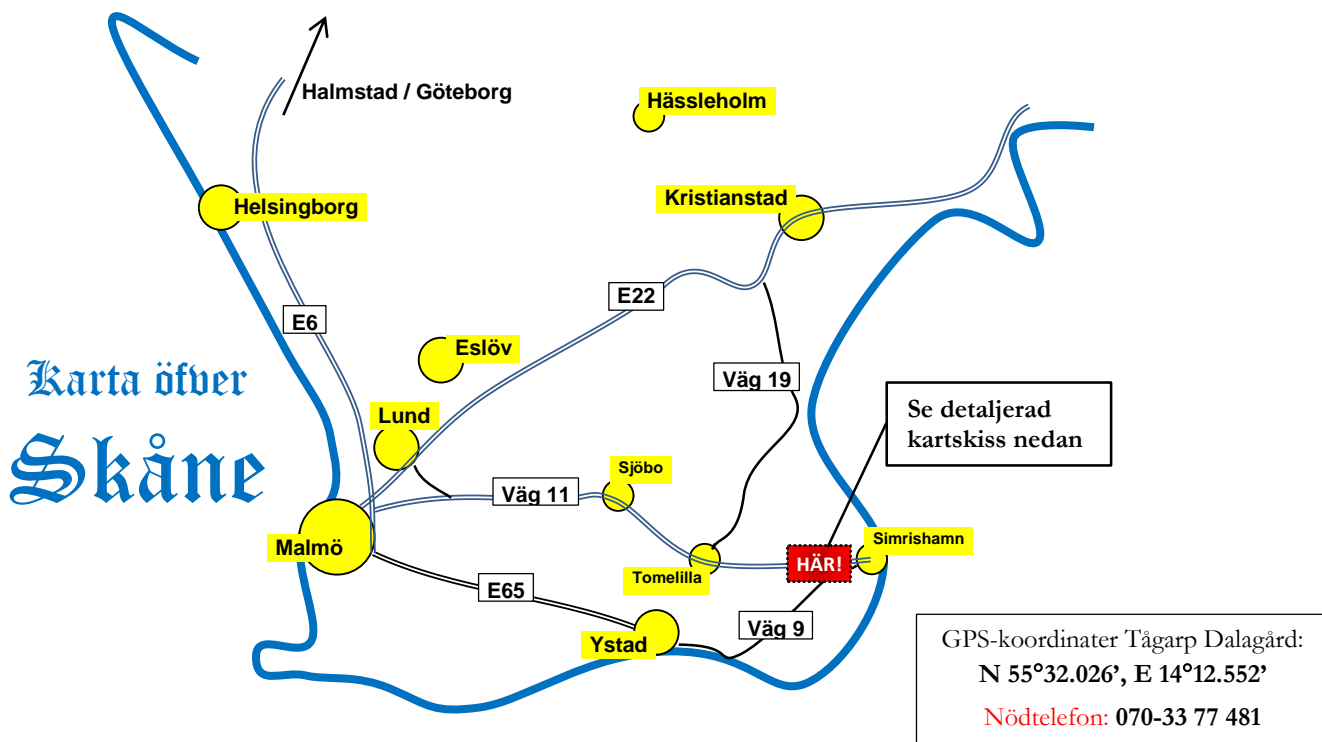 Halmstad / Göteborg
Hässleholm
Kristianstad
Helsingborg
E22
E6
Eslöv
Karta öfver
Skåne
Väg 19
Lund
Se detaljerad
kartskiss nedan
Sjöbo
Väg 11
Malmö
Simrishamn
HÄR!
Tomelilla
E65
Väg 9
Ystad
GPS-koordinater Tågarp Dalagård:
N 55°32.026’, E 14°12.552’
Nödtelefon: 070-33 77 481